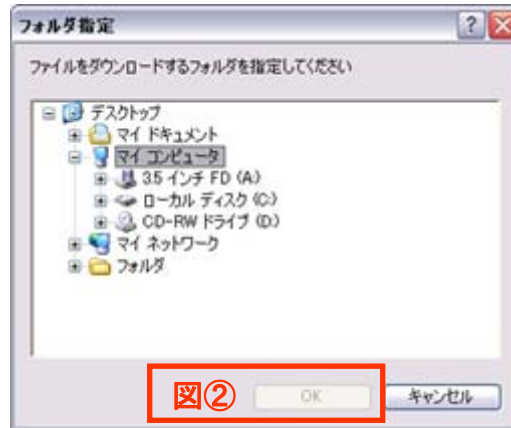 フォルダ指定
ファイルをダウンロードするフォルダを指定してください
デスクトップ
マイ ドキュメント
マイ コンピュータ
3.5 インチ FD (A)
ローカル ディスク (C:)
CD-RW ドライブ (D:)
マイ ネットワーク
フォルダ
図② OK キャンセル